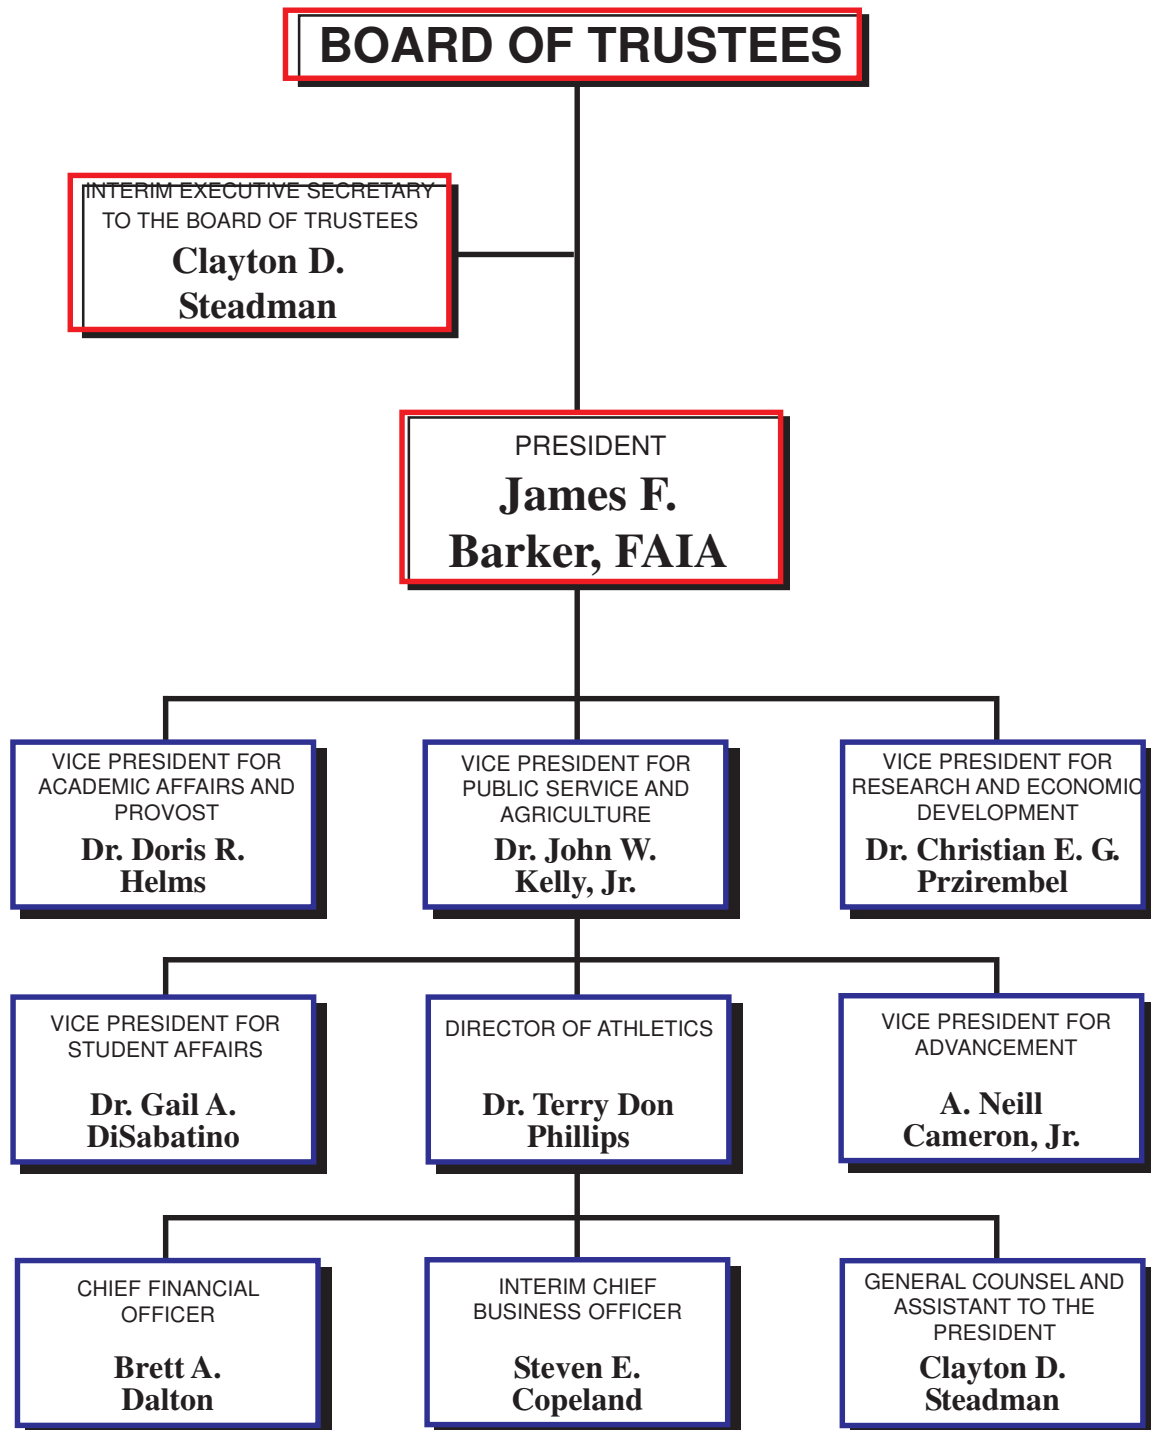 BOARD OF TRUSTEES
INTERIM EXECUTIVE SECRETARY
TO THE BOARD OF TRUSTEES
Clayton D.
Steadman
PRESIDENT
James F.
Barker, FAIA
VICE PRESIDENT FOR
ACADEMIC AFFAIRS AND
PROVOST
Dr. Doris R.
Helms
VICE PRESIDENT FOR
PUBLIC SERVICE AND
AGRICULTURE
Dr. John W.
Kelly, Jr.
VICE PRESIDENT FOR
RESEARCH AND ECONOMIC
DEVELOPMENT
Dr. Christian E. G.
Przirembel
VICE PRESIDENT FOR
STUDENT AFFAIRS
Dr. Gail A.
DiSabatino
DIRECTOR OF ATHLETICS
Dr. Terry Don
Phillips
VICE PRESIDENT FOR
ADVANCEMENT
A. Neill
Cameron, Jr.
CHIEF FINANCIAL
OFFICER
Brett A.
Dalton
INTERIM CHIEF
BUSINESS OFFICER
Steven E.
Copeland
GENERAL COUNSEL AND
ASSISTANT TO THE
PRESIDENT
Clayton D.
Steadman